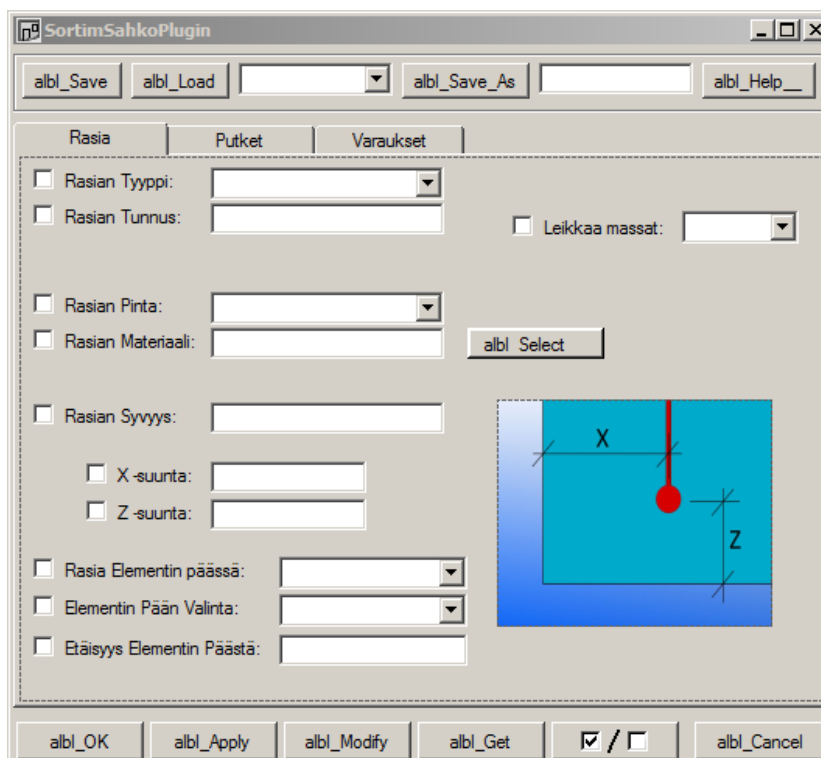 SortimSahkoPlugin
albl_Save albl_Load albl_Save_As albl_Help__
Rasia Putket Varaukset
Rasian Tyyppi:
Rasian Tunnus:
Leikkaa massat:
Rasian Pinta:
Rasian Materiaali:
albl_Select
Rasian Syvyys:
X
X -suunta:
Z -suunta:
Z
Rasia Elementin päässä:
Elementin Pään Valinta:
Etäisyys Elementin Päästä:
albl_OK albl_Apply albl_Modify albl_Get / albl_Cancel